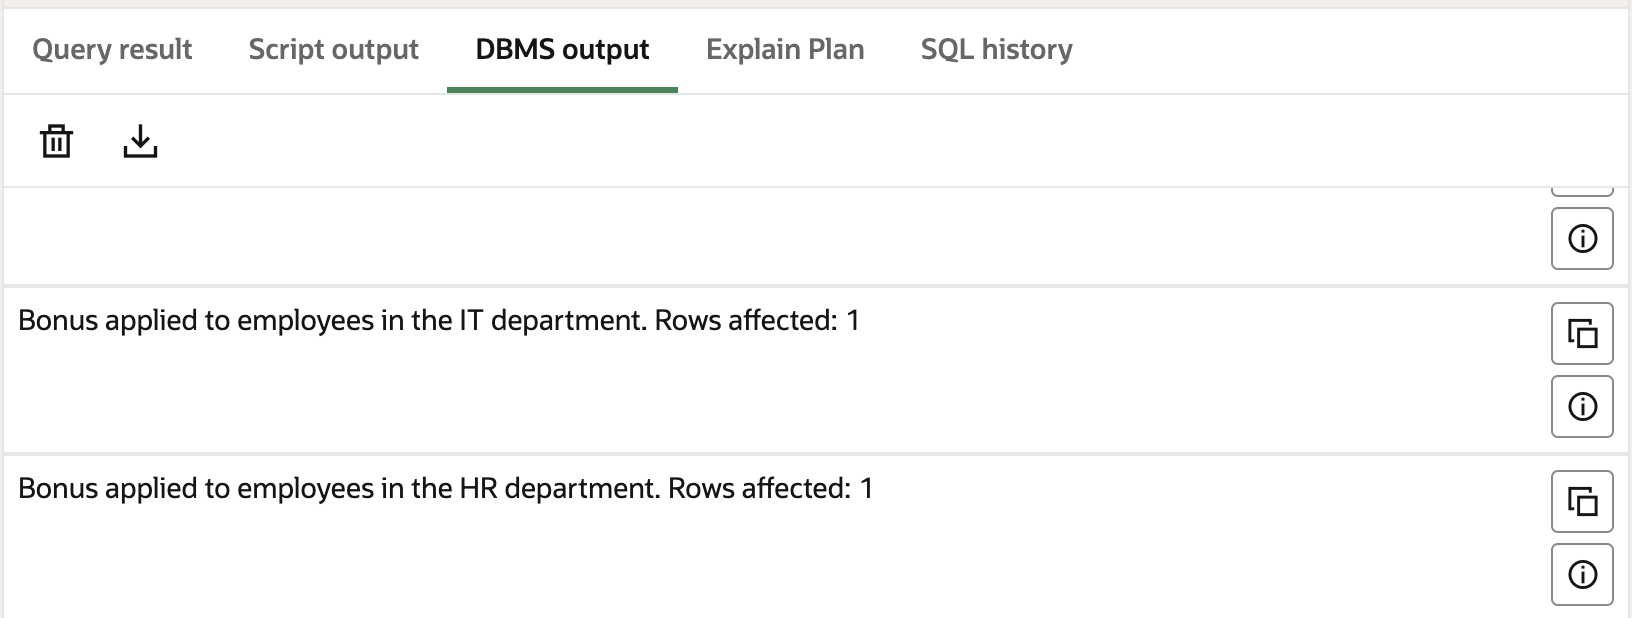 Query result Script output DBMS output Explain Plan SQL history
Bonus applied to employees in the IT department. Rows affected: 1
Bonus applied to employees in the HR department. Rows affected: 1